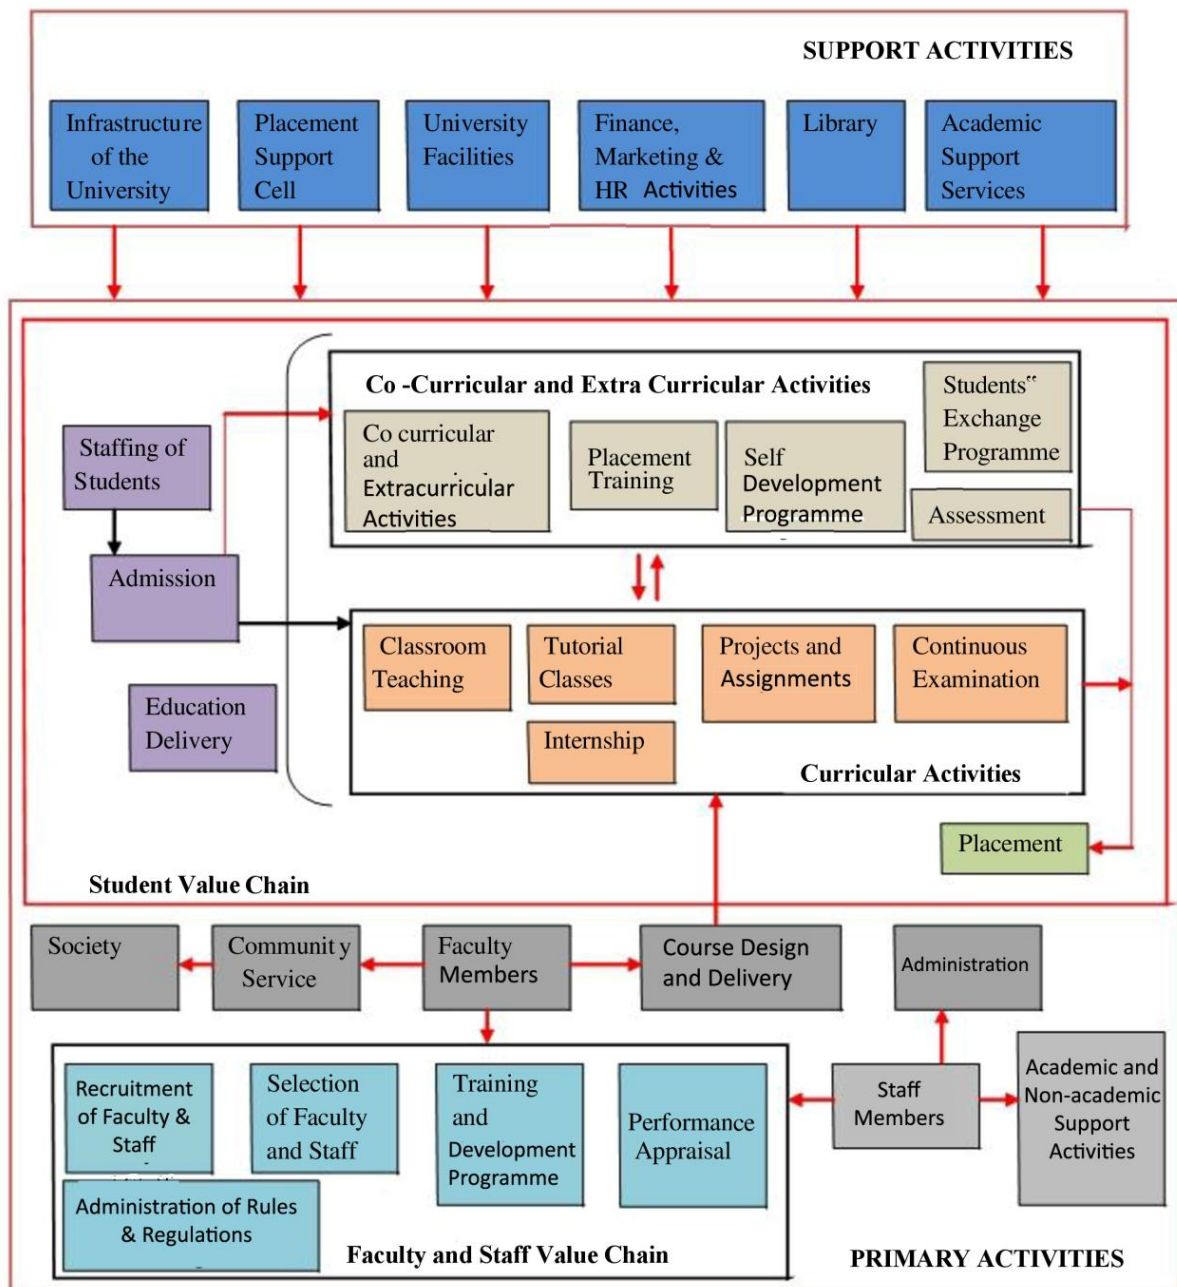 SUPPORT ACTIVITIES
Infrastructure
of the
University
Placement
Support
Cell
University
Facilities
Finance,
Marketing &
HR Activities
Library
Academic
Support
Services
Co -Curricular and Extra Curricular Activities
Students‟
Exchange
Programme
Co curricular
and
Extracurricular
Activities
Placement
Training
Self
Development
Programme
Assessment
Staffing of
Students
Admission
Education
Delivery
Classroom
Teaching
Tutorial
Classes
Projects and
Assignments
Continuous
Examination
Internship
Curricular Activities
Placement
Student Value Chain
Society
Community
Service
Faculty
Members
Course Design
and Delivery
Administration
Recruitment
of Faculty &
Staff
Selection
of Faculty
and Staff
Training
and
Development
Programme
Performance
Appraisal
Staff
Members
Academic and
Non-academic
Support
Activities
Administration of Rules
& Regulations
Faculty and Staff Value Chain
PRIMARY ACTIVITIES